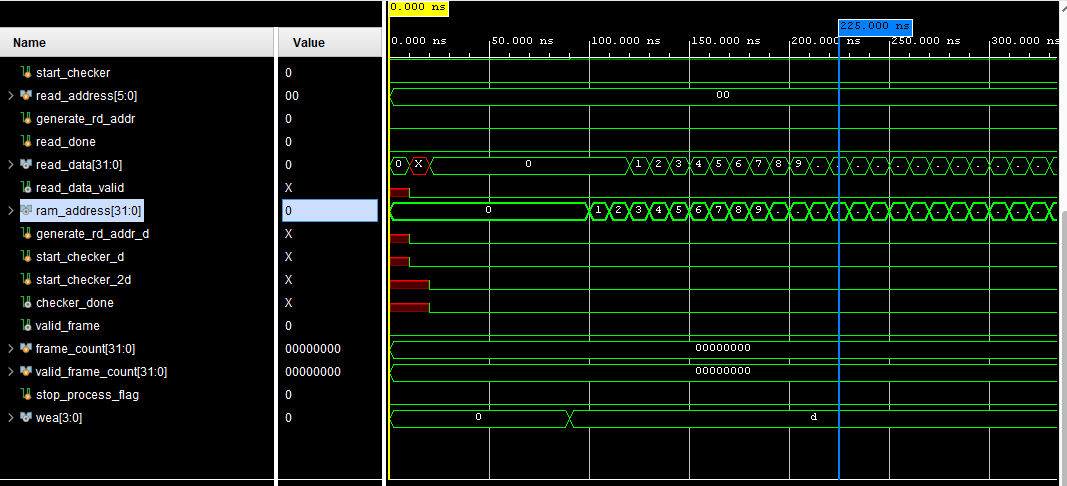 0.000 ns
225.000 ns
Name Value
0.000 ns 50.000 ns 100.000 ns 150.000 ns 200.000 ns 250.000 ns 300.000 ns
start_checker 0
read_address[5:0] 00 00
generate_rd_addr 0
read_done 0
read_data[31:0] 0 0 X 0 1 2 3 4 5 6 7 8 9 . . . . . . . . . . . .
read_data_valid X
ram_address[31:0] 0 0 1 2 3 4 5 6 7 8 9 . . . . . . . . . . . . . .
generate_rd_addr_d X
start_checker_d X
start_checker_2d X
checker_done X
valid_frame 0
frame_count[31:0] 00000000 00000000
valid_frame_count[31:0] 00000000 00000000
stop_process_flag 0
wea[3:0] 0 0 d